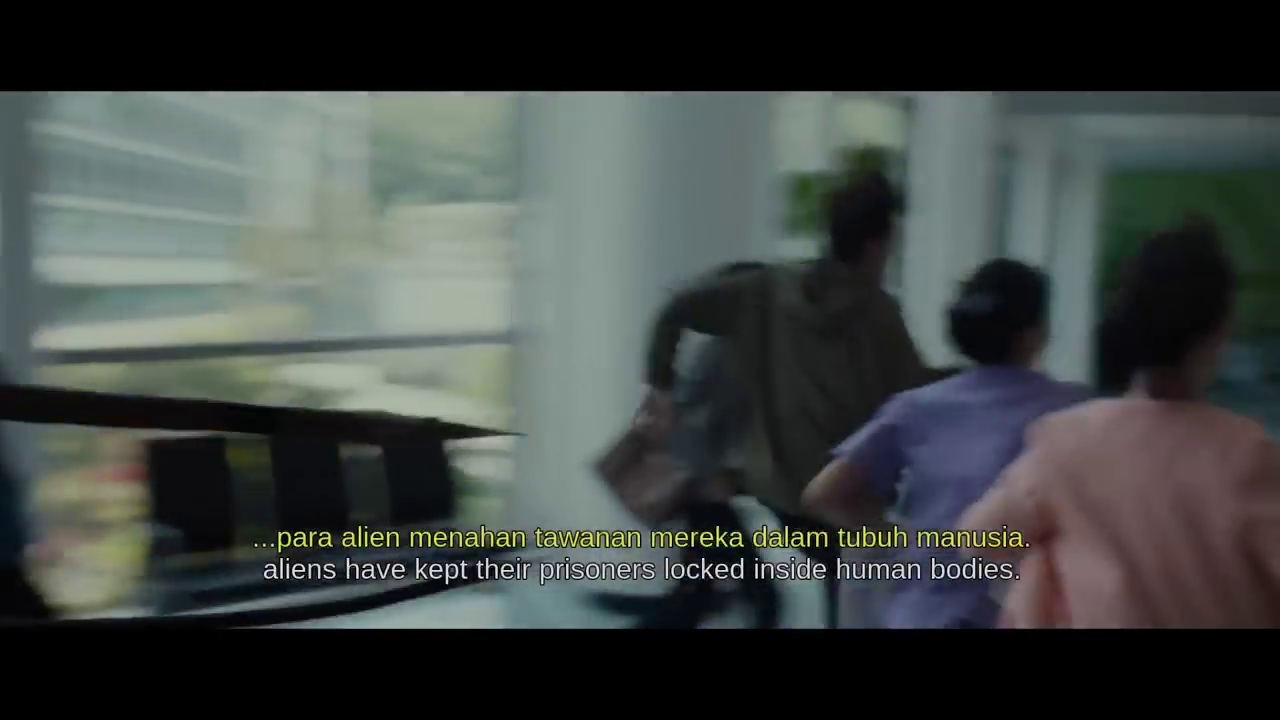 ...para alien menahan tawanan mereka dalam tubuh manusia.
aliens have kept their prisoners locked inside human bodies.